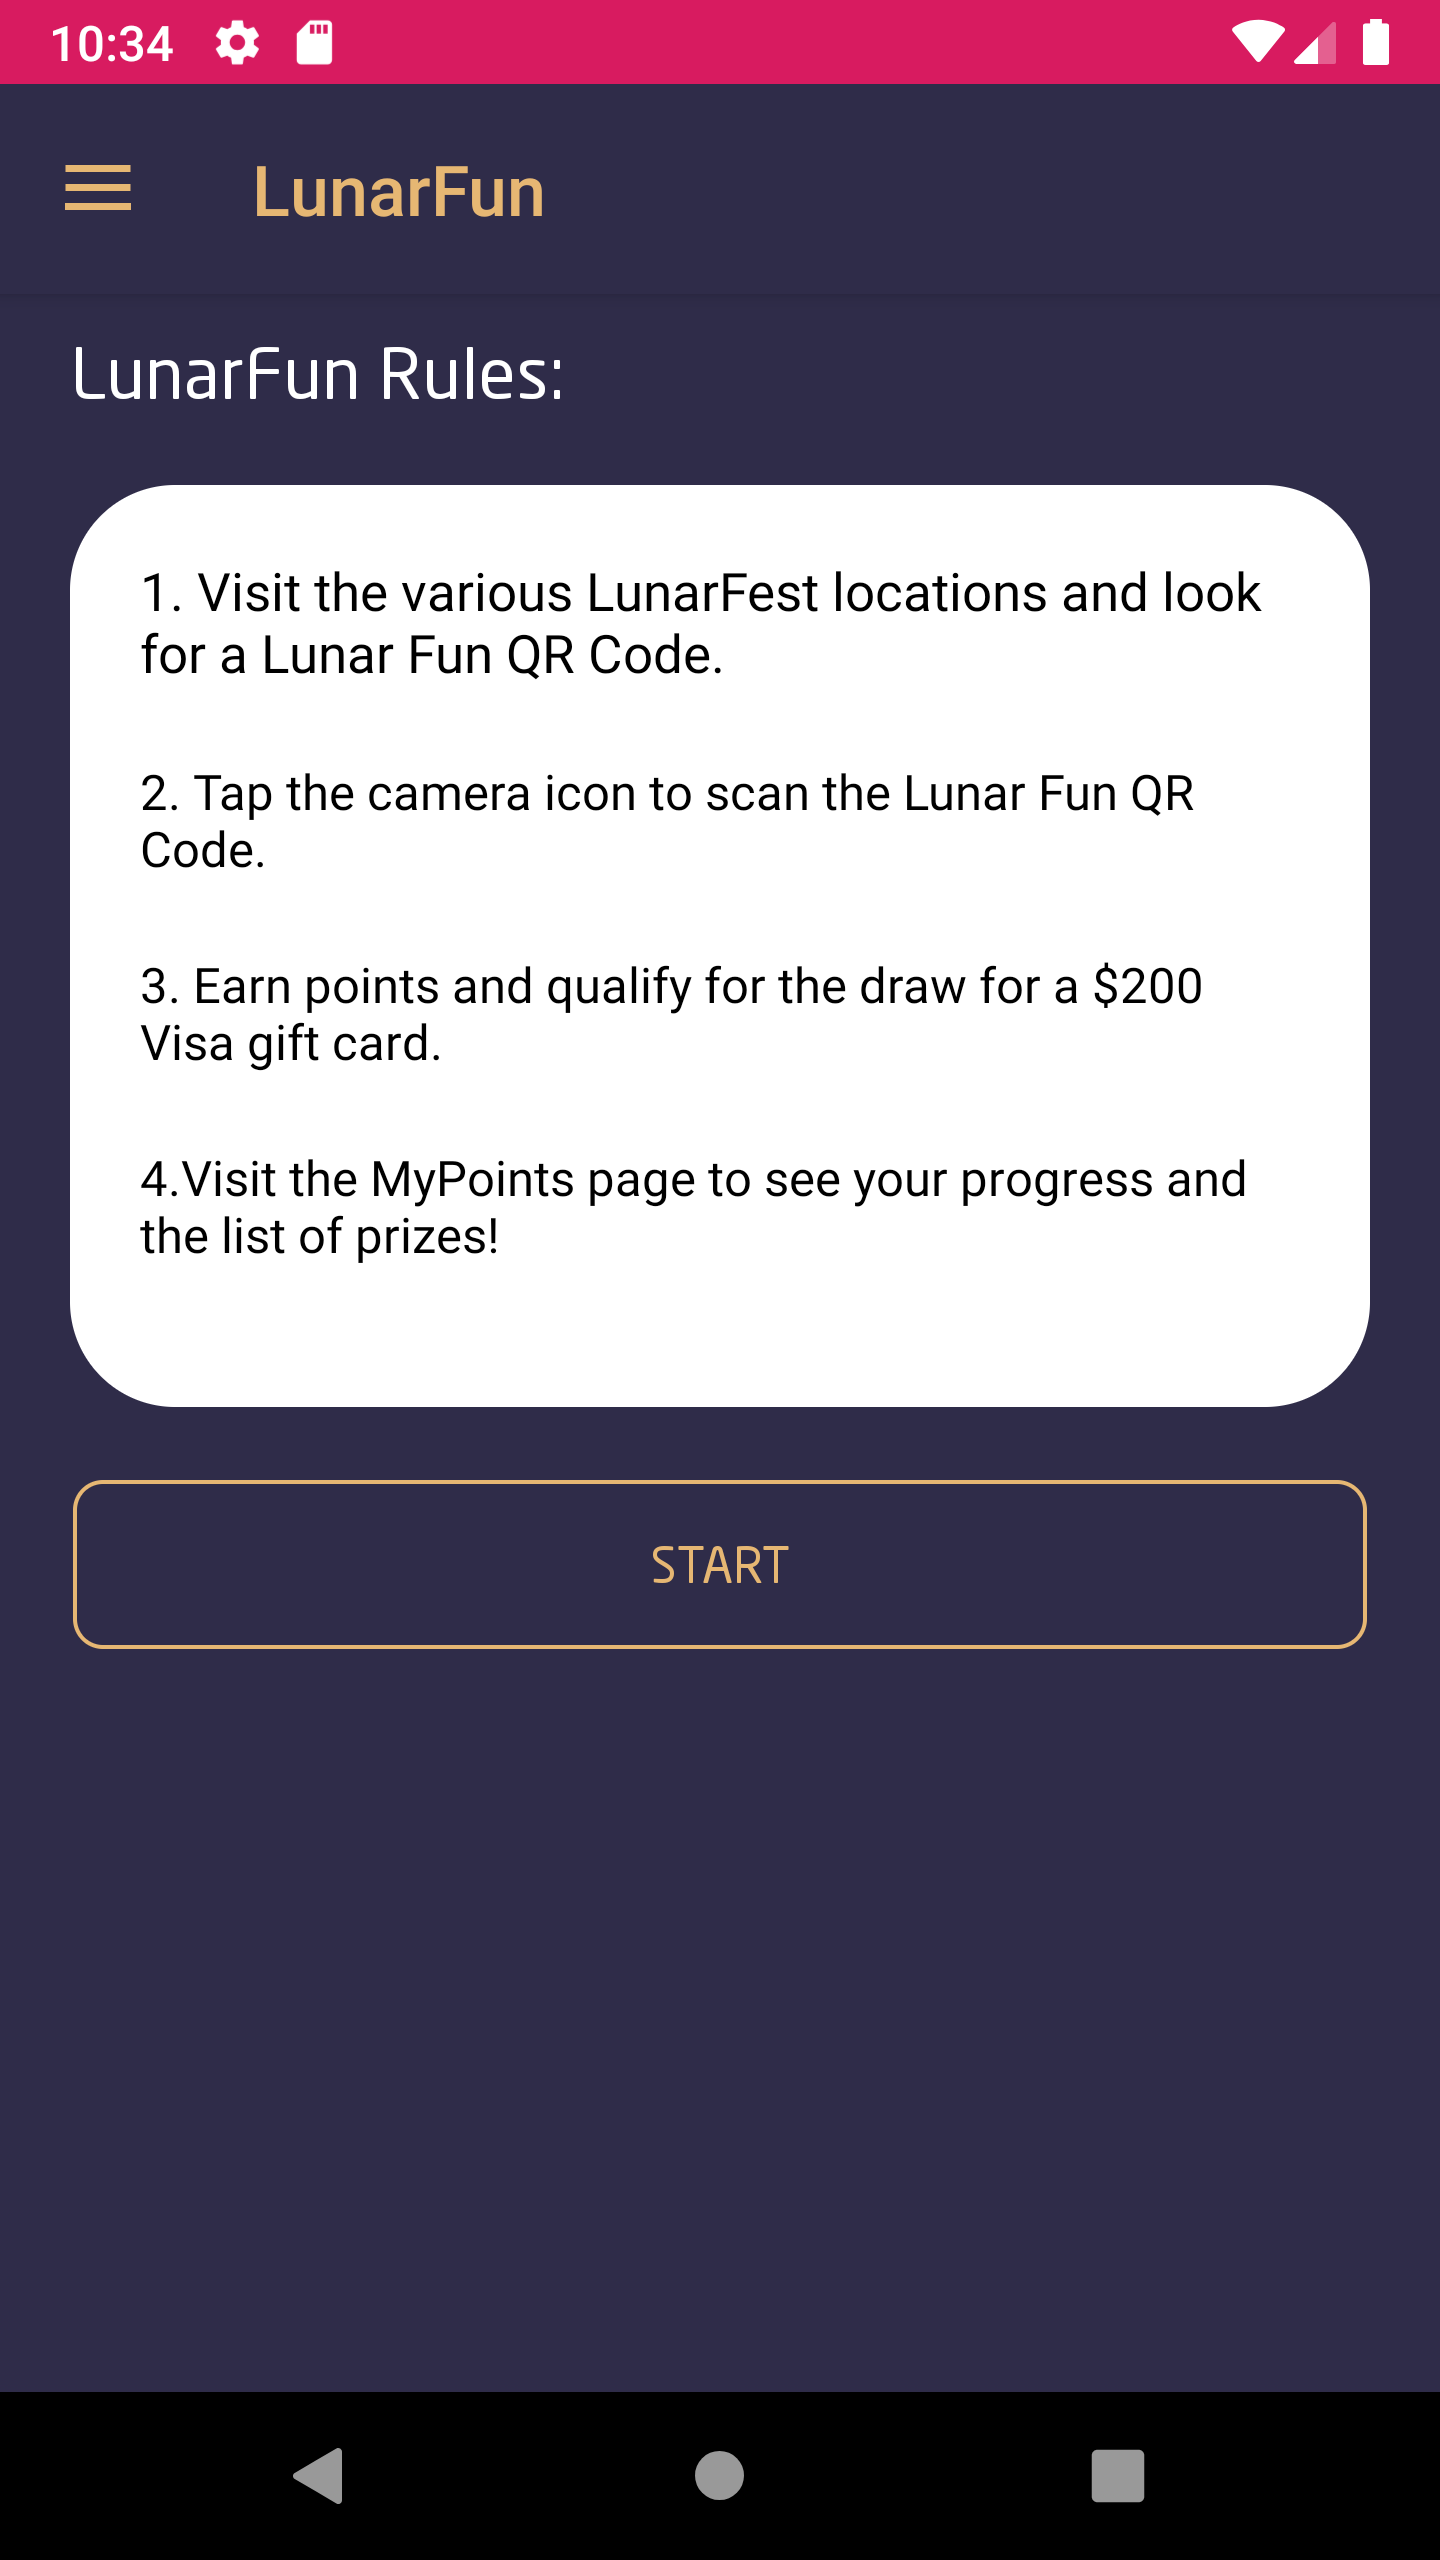 10:34
LunarFun
LunarFun Rules:
1. Visit the various LunarFest locations and look
for a Lunar Fun QR Code.
2. Tap the camera icon to scan the Lunar Fun QR
Code.
3. Earn points and qualify for the draw for a $200
Visa gift card.
4.Visit the MyPoints page to see your progress and
the list of prizes!
START